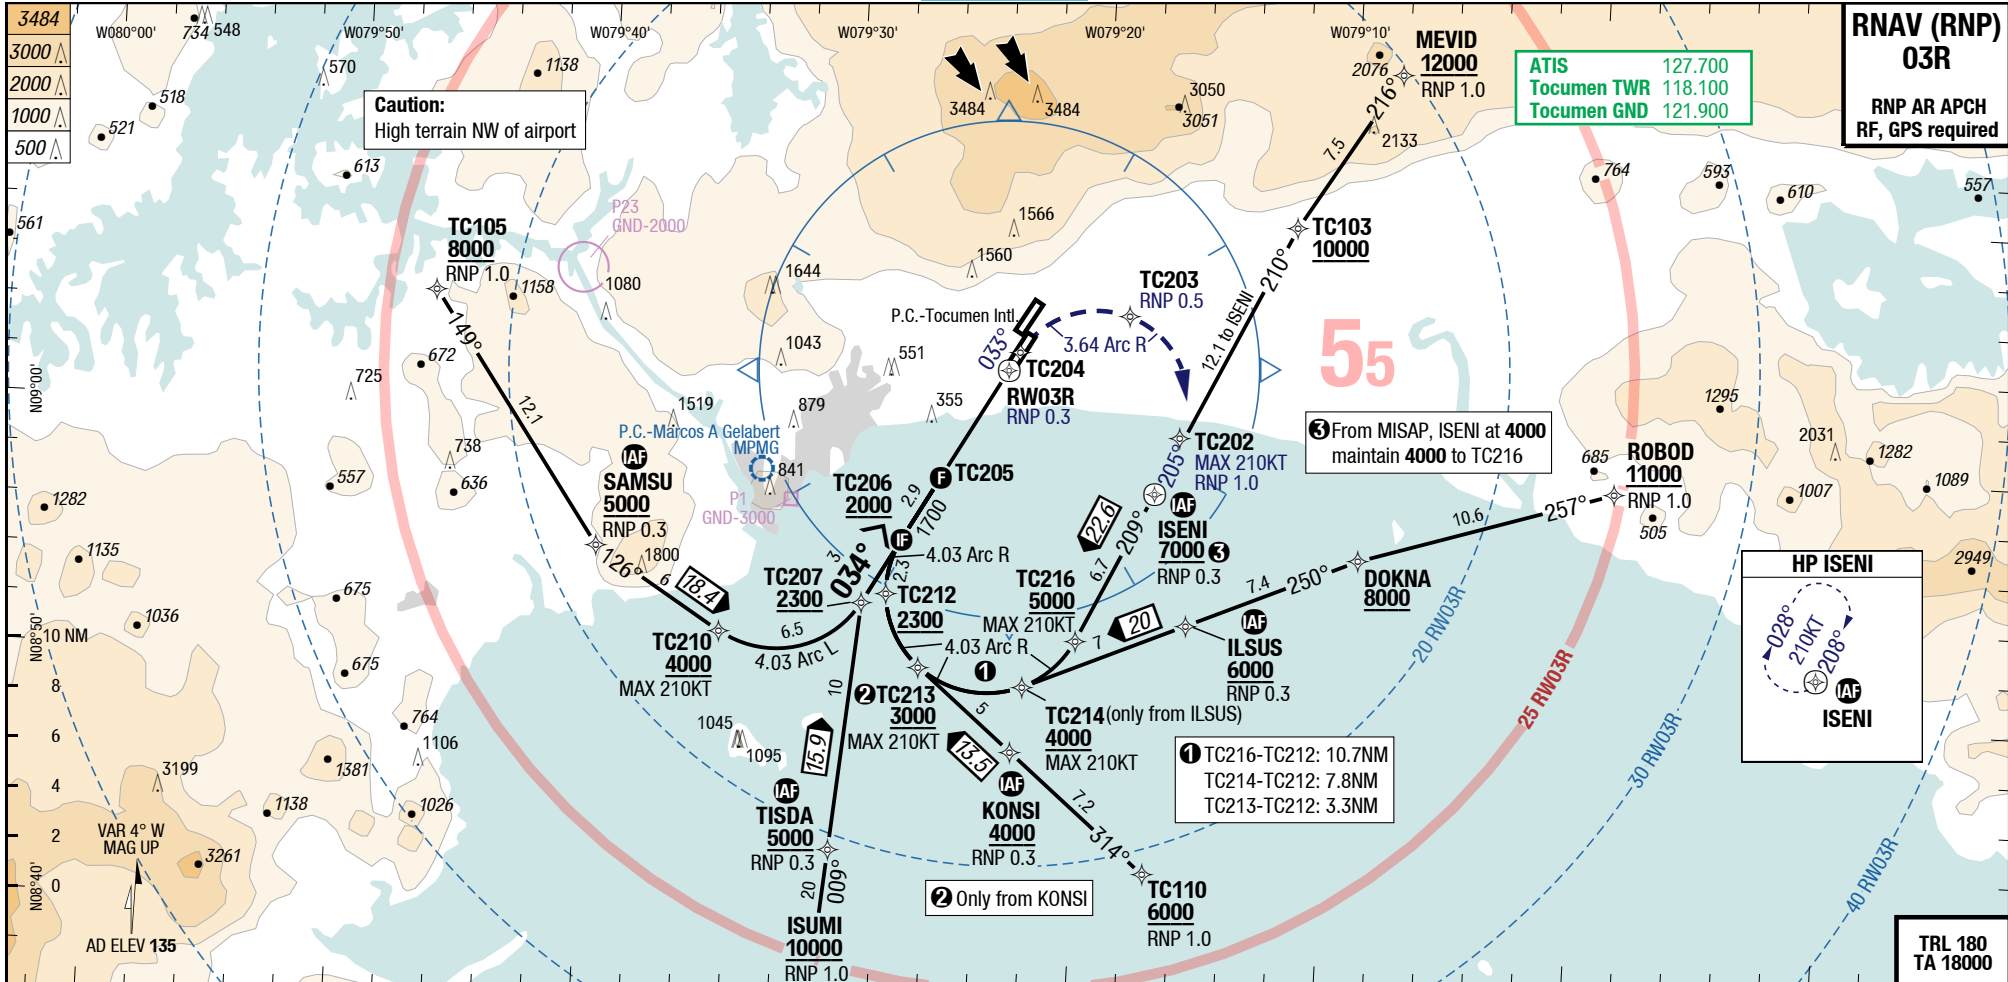 3484
3000
2000
1000
500
W080°00'
W079°50'
W079°40'
W079°30'
W079°20'
W079°10'
734
548
570
518
521
1138
613
561
Caution:
High terrain NW of airport
3484
3484
3050
3051
2076
2133
MEVID
12000
RNP 1.0
216°
7.5
ATIS 127.700
Tocumen TWR 118.100
Tocumen GND 121.900
RNAV (RNP)
03R
RNP AR APCH
RF, GPS required
764
593
610
557
P23
GND-2000
1080
TC105
8000
RNP 1.0
1158
149°
12.1
1644
1566
1560
1043
551
355
879
1519
672
725
738
636
557
TC103
10000
210°
12.1 to ISENI
TC203
RNP 0.5
3.64 Arc R
P.C.-Tocumen Intl.
033°
TC204
RW03R
RNP 0.3
55
N09°00'
P.C.-Marcos A Gelabert
MPMG
841
P1
GND-3000
IAF
SAMSU
5000
RNP 0.3
1800
126°
6
18.4
TC206
2000
F
TC205
2.9
1700
IF
4.03 Arc R
2.3
3
034°
TC207
2300
TC212
2300
TC202
MAX 210KT
RNP 1.0
205°
IAF
ISENI
7000 3
RNP 0.3
22.6
209°
6.7
TC216
5000
MAX 210KT
3 From MISAP, ISENI at 4000
maintain 4000 to TC216
1295
2031
1282
1089
1007
2949
685
ROBOD
11000
RNP 1.0
505
257°
10.6
DOKNA
8000
250°
7.4
IAF
ILSUS
6000
RNP 0.3
20
7
20 RW03R
25 RW03R
30 RW03R
40 RW03R
HP ISENI
028°
210KT
208°
IAF
ISENI
1282
1135
1036
675
675
764
1106
1381
1138
1026
3199
3261
N08°50'
10 NM
8
6
4
2
0
N08°40'
TC210
4000
MAX 210KT
6.5
4.03 Arc L
4.03 Arc R
1
2 TC213
3000
MAX 210KT
5
TC214 (only from ILSUS)
4000
MAX 210KT
1 TC216-TC212: 10.7NM
TC214-TC212: 7.8NM
TC213-TC212: 3.3NM
10
15.9
1045
1095
IAF
TISDA
5000
RNP 0.3
13.5
IAF
KONSI
4000
RNP 0.3
7.2
314°
TC110
6000
RNP 1.0
2 Only from KONSI
20
009°
ISUMI
10000
RNP 1.0
VAR 4° W
MAG UP
AD ELEV 135
TRL 180
TA 18000